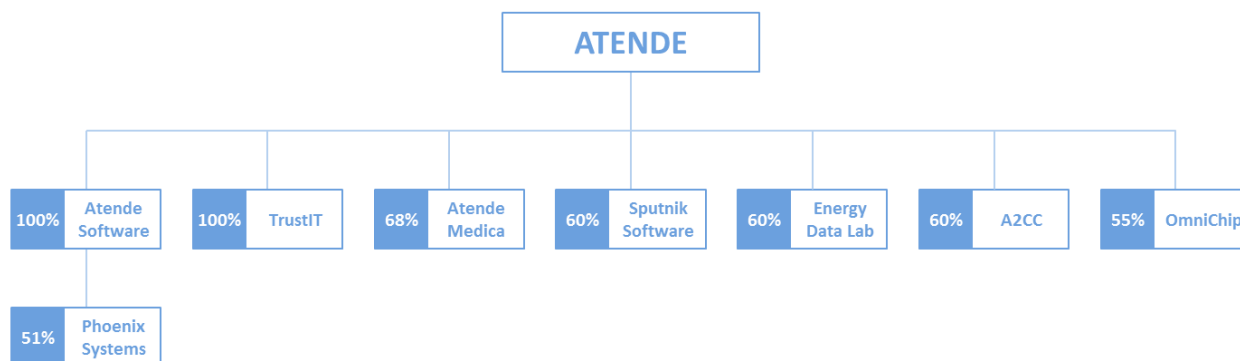 ATENDE
100%
Atende
Software
100%
TrustIT
68%
Atende
Medica
60%
Sputnik
Software
60%
Energy
Data Lab
60%
A2CC
55%
OmniChip
51%
Phoenix
Systems